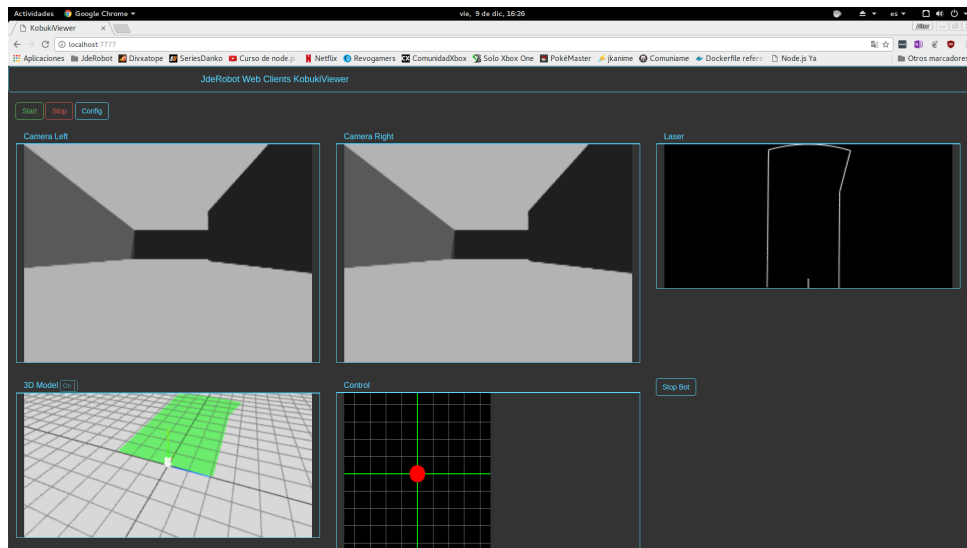 Actividades Google Chrome vie, 9 de dic, 16:26 es
KobukiViewer
localhost:7777
Aplicaciones JdeRobot Divxatope SeriesDanko Curso de node.js Netflix Revogamers ComunidadXbox Solo Xbox One PokéMaster jkanime Comuniame Dockerfile refere Node.js Ya Otros marcadores
JdeRobot Web Clients KobukiViewer
Start Stop Config
Camera Left Camera Right Laser
3D Model On Control Stop Bot